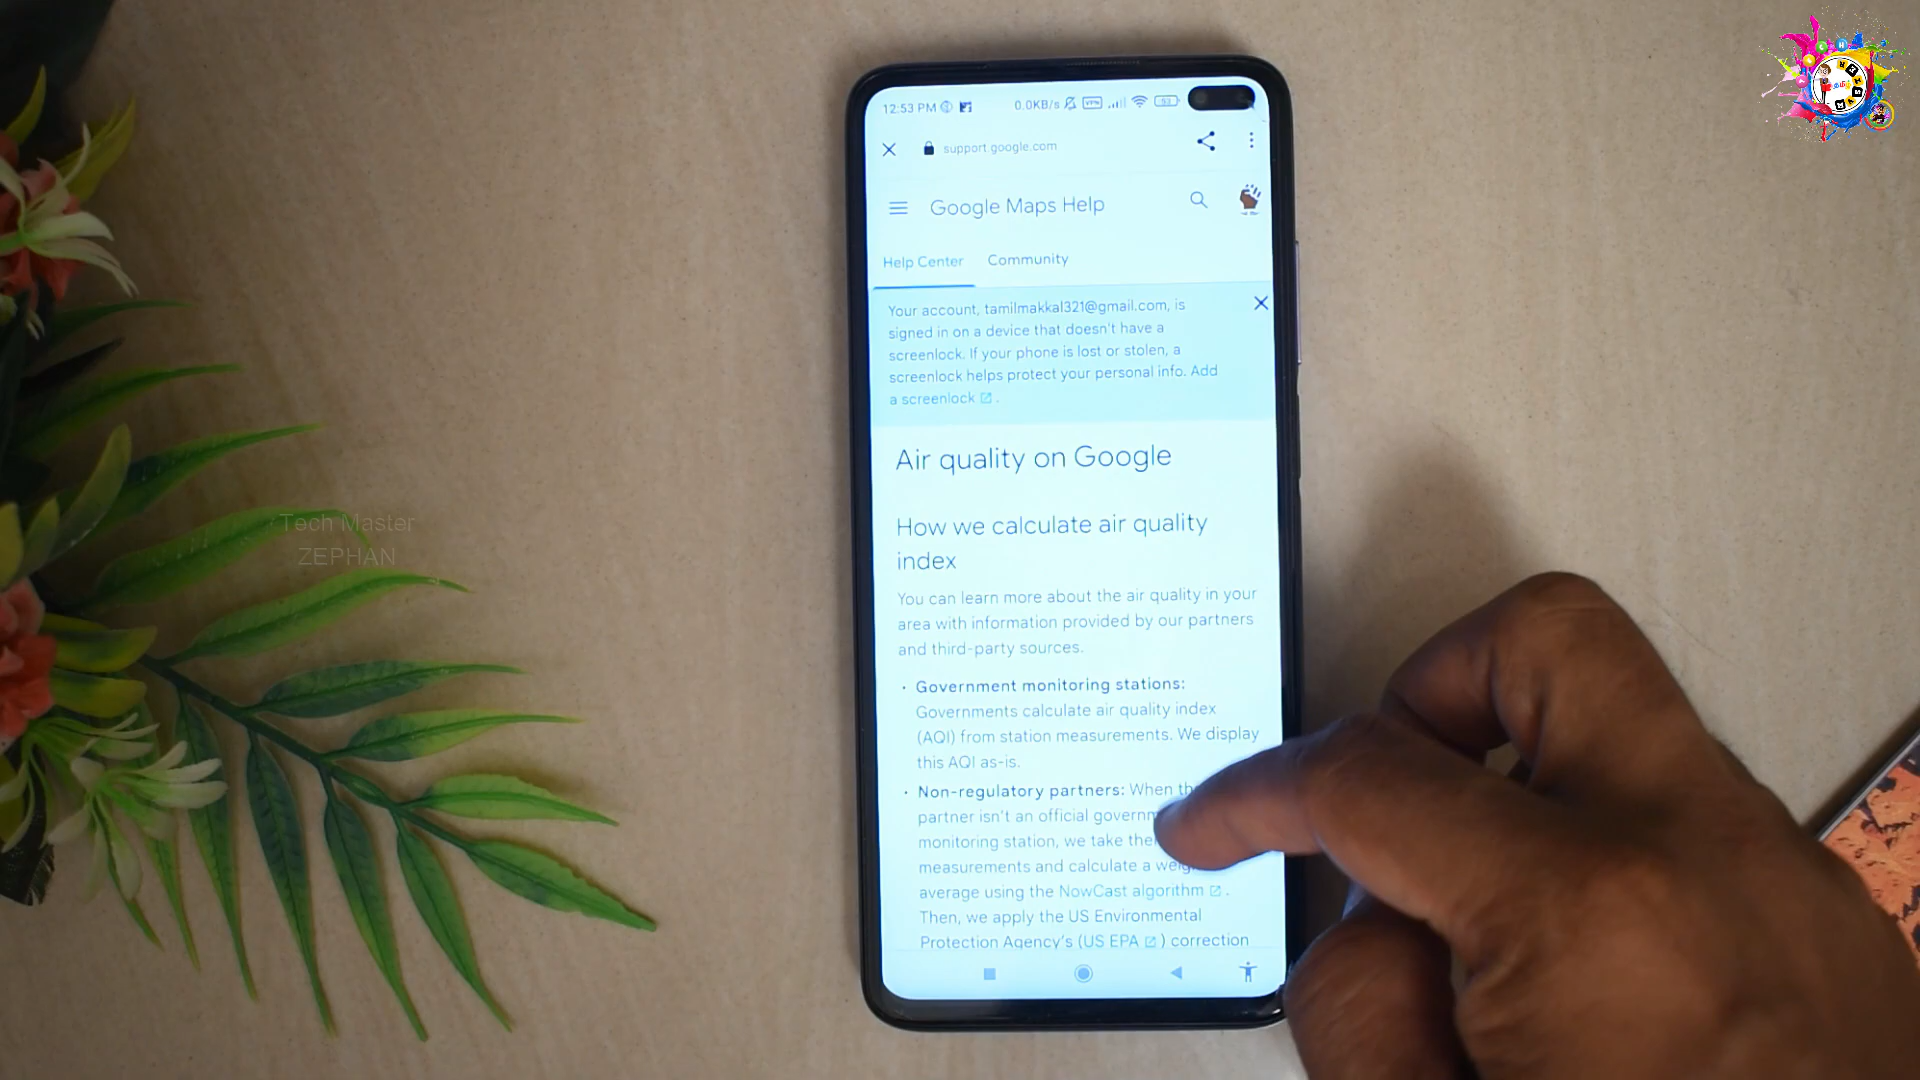 12:53 PM
0.0KB/s
VPN
53
support.google.com
Google Maps Help
Help Center
Community
Your account, tamilmakkal321@gmail.com, is
signed in on a device that doesn't have a
screenlock. If your phone is lost or stolen, a
screenlock helps protect your personal info. Add
a screenlock .
Air quality on Google
How we calculate air quality
index
You can learn more about the air quality in your
area with information provided by our partners
and third-party sources.
• Government monitoring stations:
Governments calculate air quality index
(AQI) from station measurements. We display
this AQI as-is.
• Non-regulatory partners: When
partner isn't an official
monitoring station, we take
measurements and calculate a
average using the NowCast algorithm .
Then, we apply the US Environmental
Protection Agency's (US EPA ) correction
Tech Master
ZEPHAN